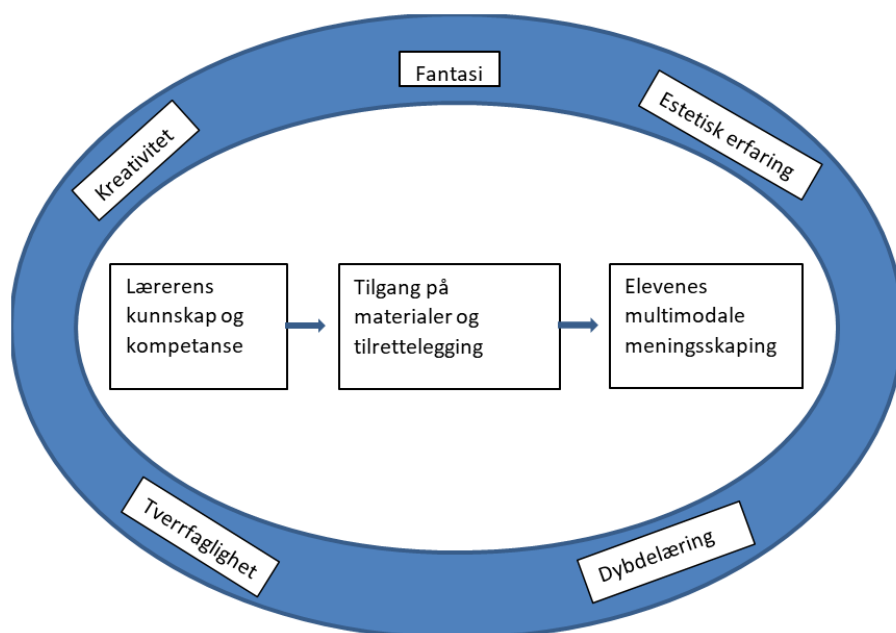 Fantasi
Estetisk erfaring
Kreativitet
Lærerens
kunnskap og
kompetanse
Tilgang på
materialer og
tilrettelegging
Elevenes
multimodale
meningsskaping
Tverrfaglighet
Dybdelæring